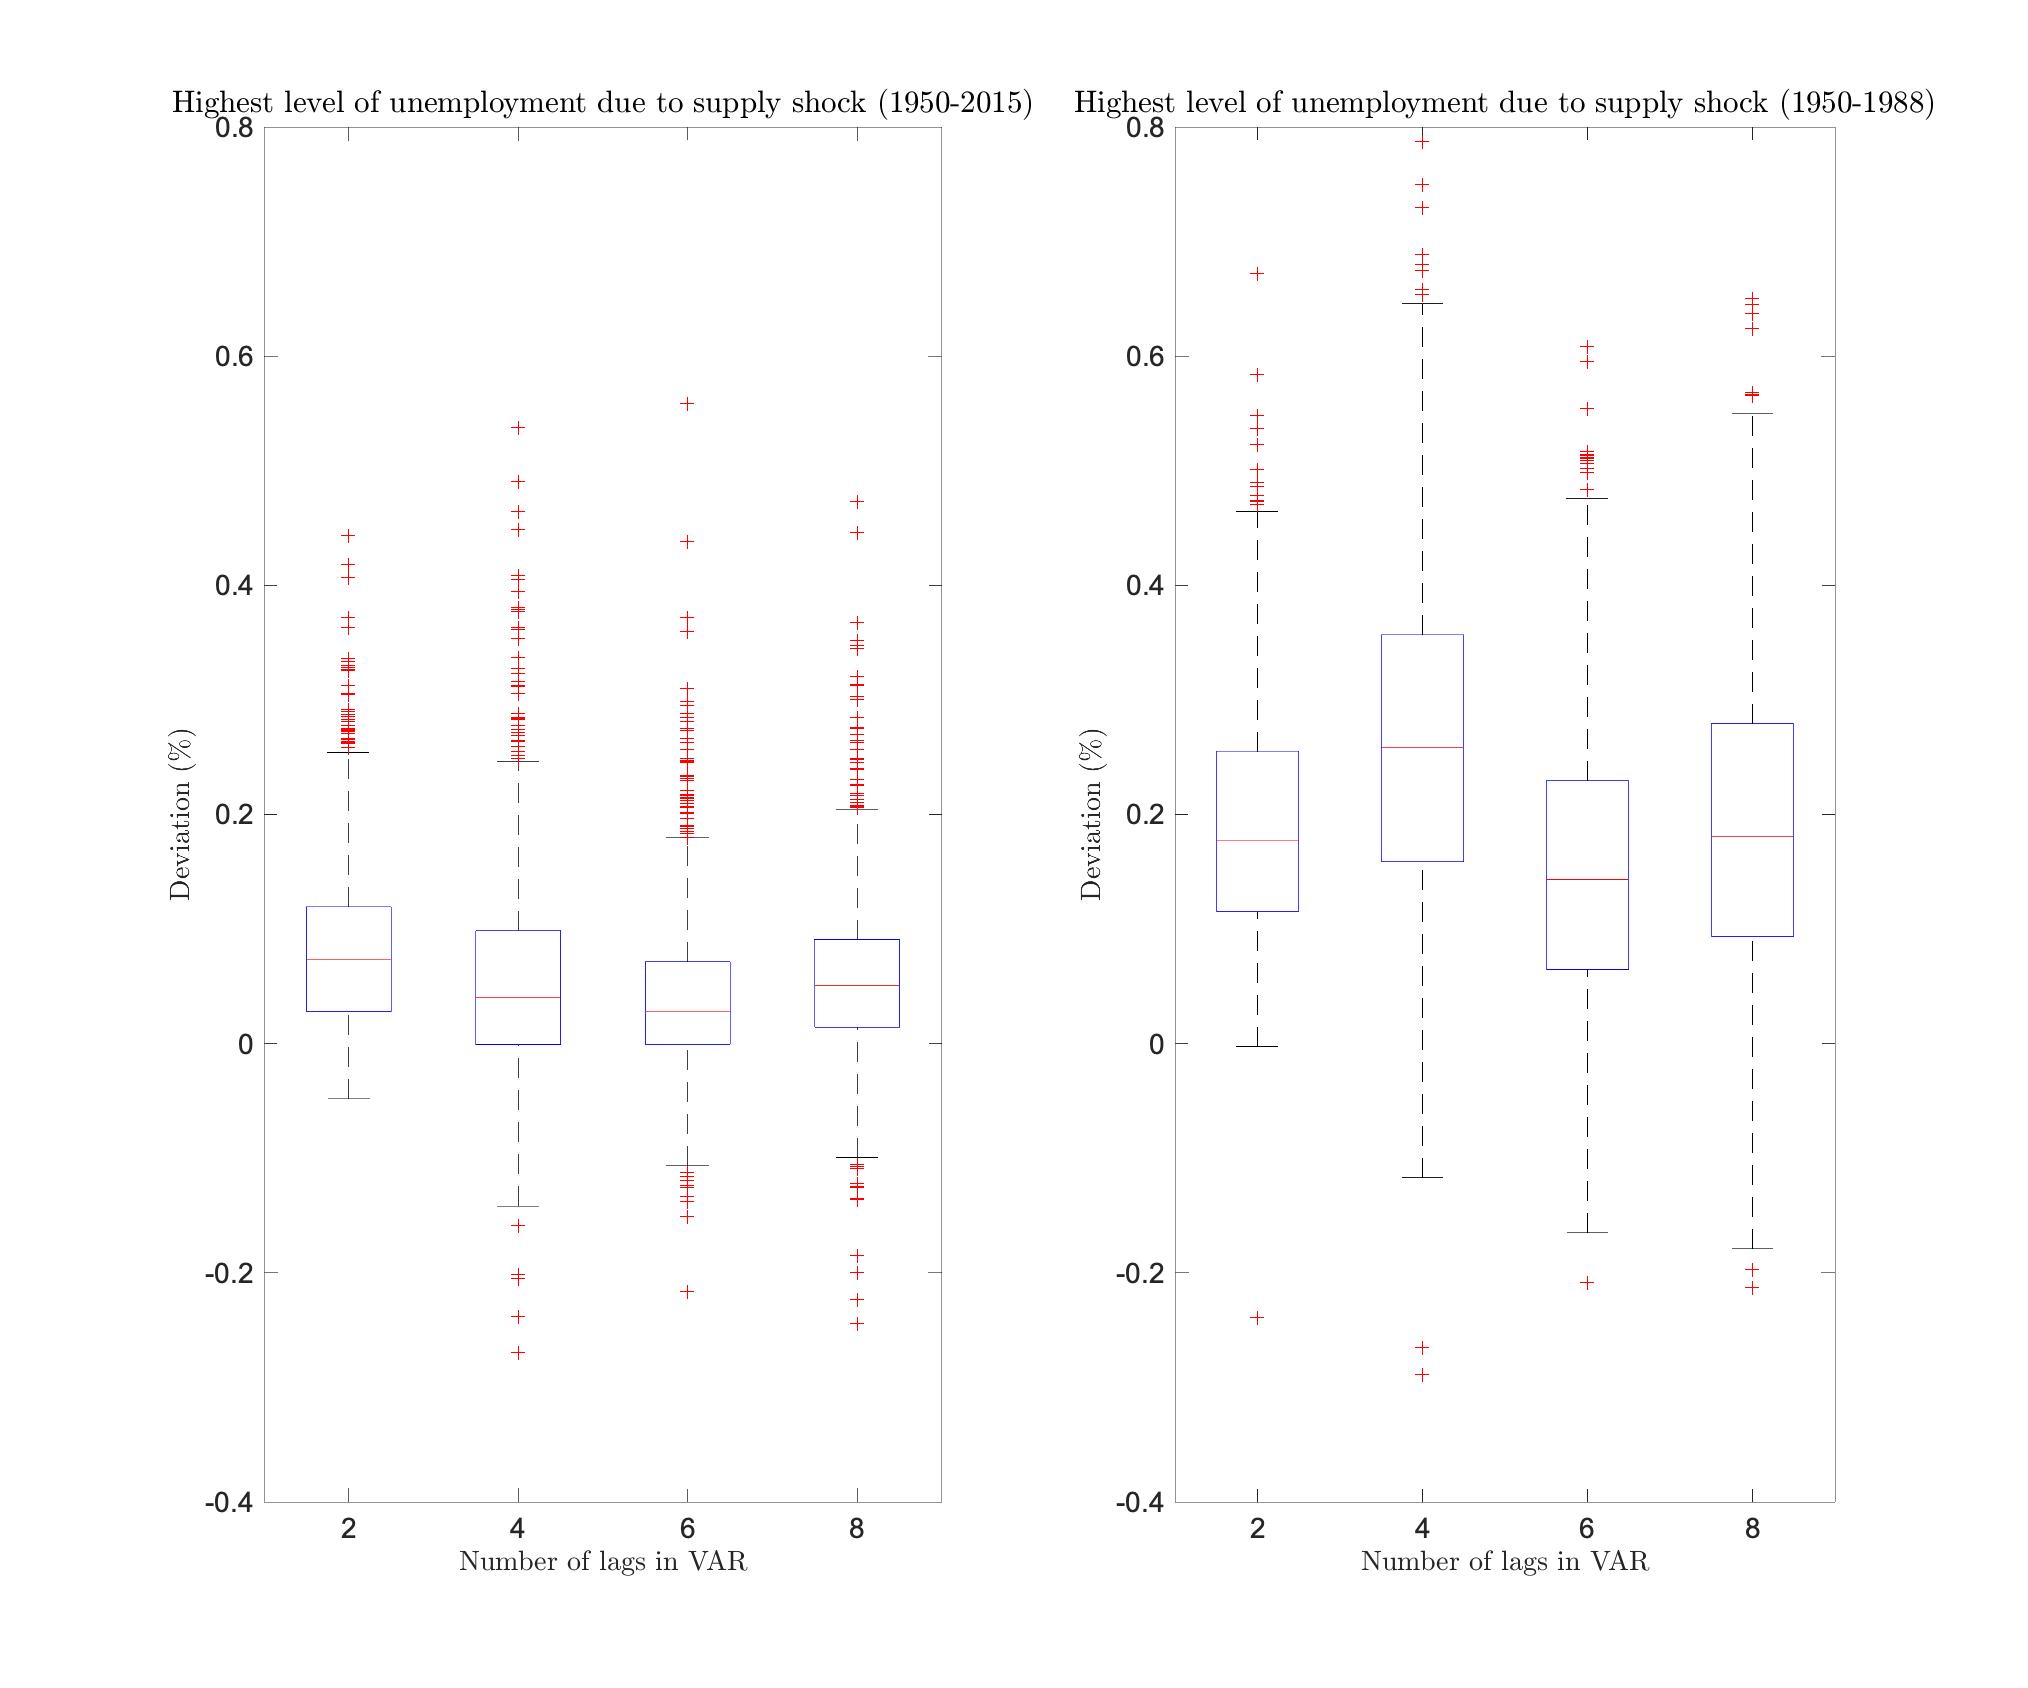 Highest level of unemployment due to supply shock (1950-2015)
0.8
0.6
0.4
0.2
0
-0.2
-0.4
Deviation (%)
2 4 6 8
Number of lags in VAR
Highest level of unemployment due to supply shock (1950-1988)
0.8
0.6
0.4
0.2
0
-0.2
-0.4
Deviation (%)
2 4 6 8
Number of lags in VAR